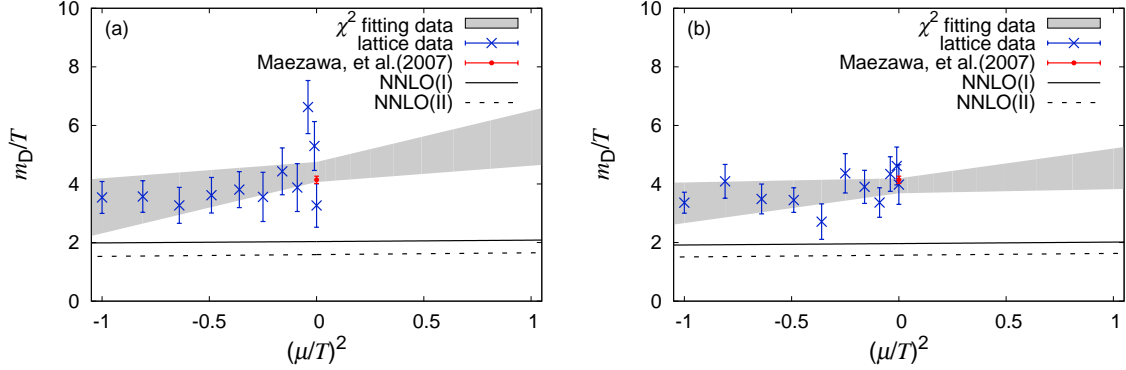 (a)
χ² fitting data
lattice data
Maezawa, et al.(2007)
NNLO(I)
NNLO(II)
10
8
6
4
2
0
m_D/T
-1
-0.5
0
0.5
1
(μ/T)²
(b)
χ² fitting data
lattice data
Maezawa, et al.(2007)
NNLO(I)
NNLO(II)
10
8
6
4
2
0
m_D/T
-1
-0.5
0
0.5
1
(μ/T)²